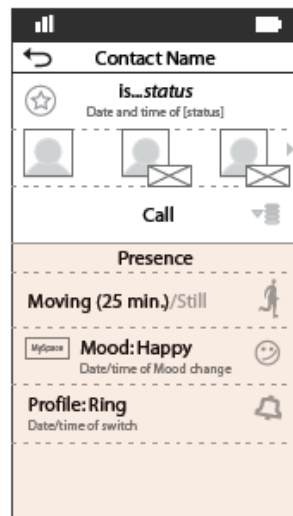 Contact Name
is...status
Date and time of [status]
Call
Presence
Moving (25 min.)/Still
MySpace
Mood: Happy
Date/time of Mood change
Profile: Ring
Date/time of switch